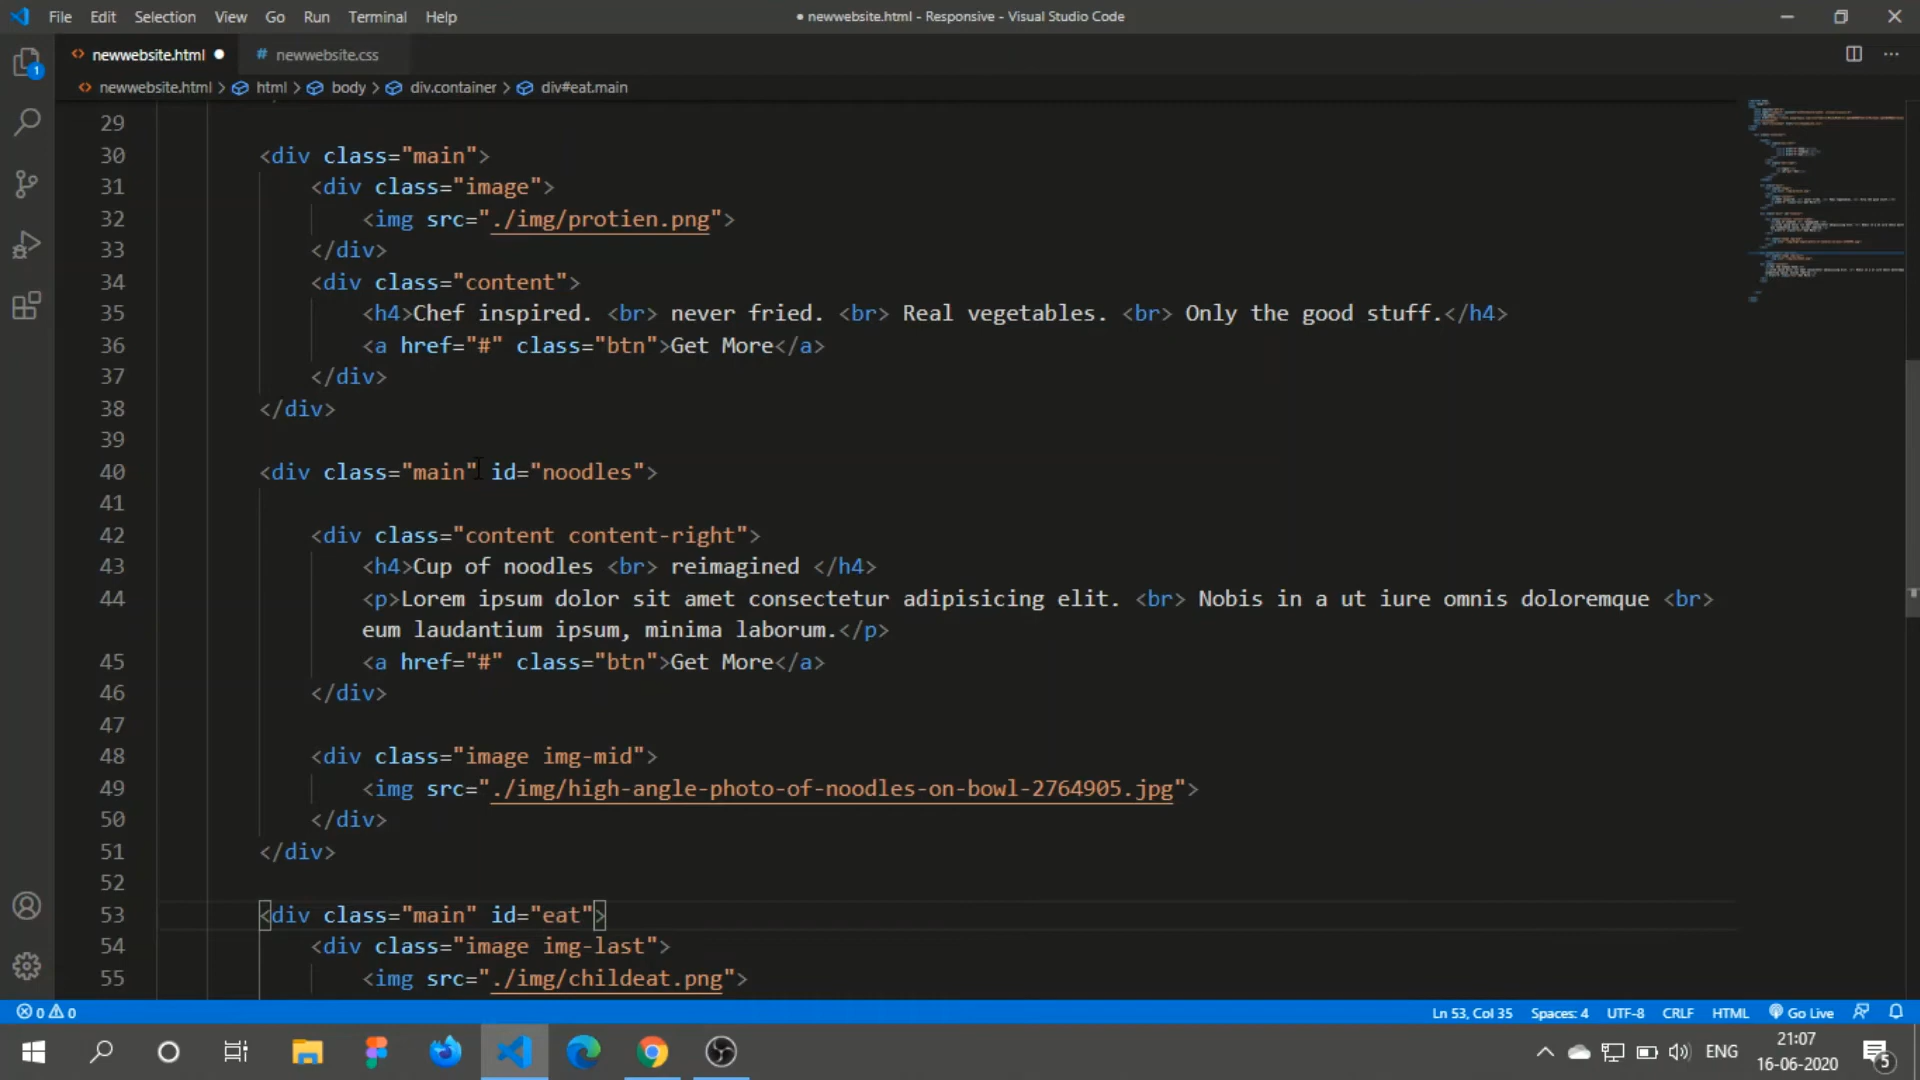 File Edit Selection View Go Run Terminal Help
● newwebsite.html - Responsive - Visual Studio Code
1
<> newwebsite.html ●
# newwebsite.css
<> newwebsite.html > html > body > div.container > div#eat.main
29
30 <div class="main">
31 <div class="image">
32 <img src="./img/protien.png">
33 </div>
34 <div class="content">
35 <h4>Chef inspired. <br> never fried. <br> Real vegetables. <br> Only the good stuff.</h4>
36 <a href="#" class="btn">Get More</a>
37 </div>
38 </div>
39
40 <div class="main" id="noodles">
41
42 <div class="content content-right">
43 <h4>Cup of noodles <br> reimagined </h4>
44 <p>Lorem ipsum dolor sit amet consectetur adipisicing elit. <br> Nobis in a ut iure omnis doloremque <br>
eum laudantium ipsum, minima laborum.</p>
45 <a href="#" class="btn">Get More</a>
46 </div>
47
48 <div class="image img-mid">
49 <img src="./img/high-angle-photo-of-noodles-on-bowl-2764905.jpg">
50 </div>
51 </div>
52
53 <div class="main" id="eat">
54 <div class="image img-last">
55 <img src="./img/childeat.png">
0 0
Ln 53, Col 35 Spaces: 4 UTF-8 CRLF HTML Go Live
ENG
21:07
16-06-2020
5